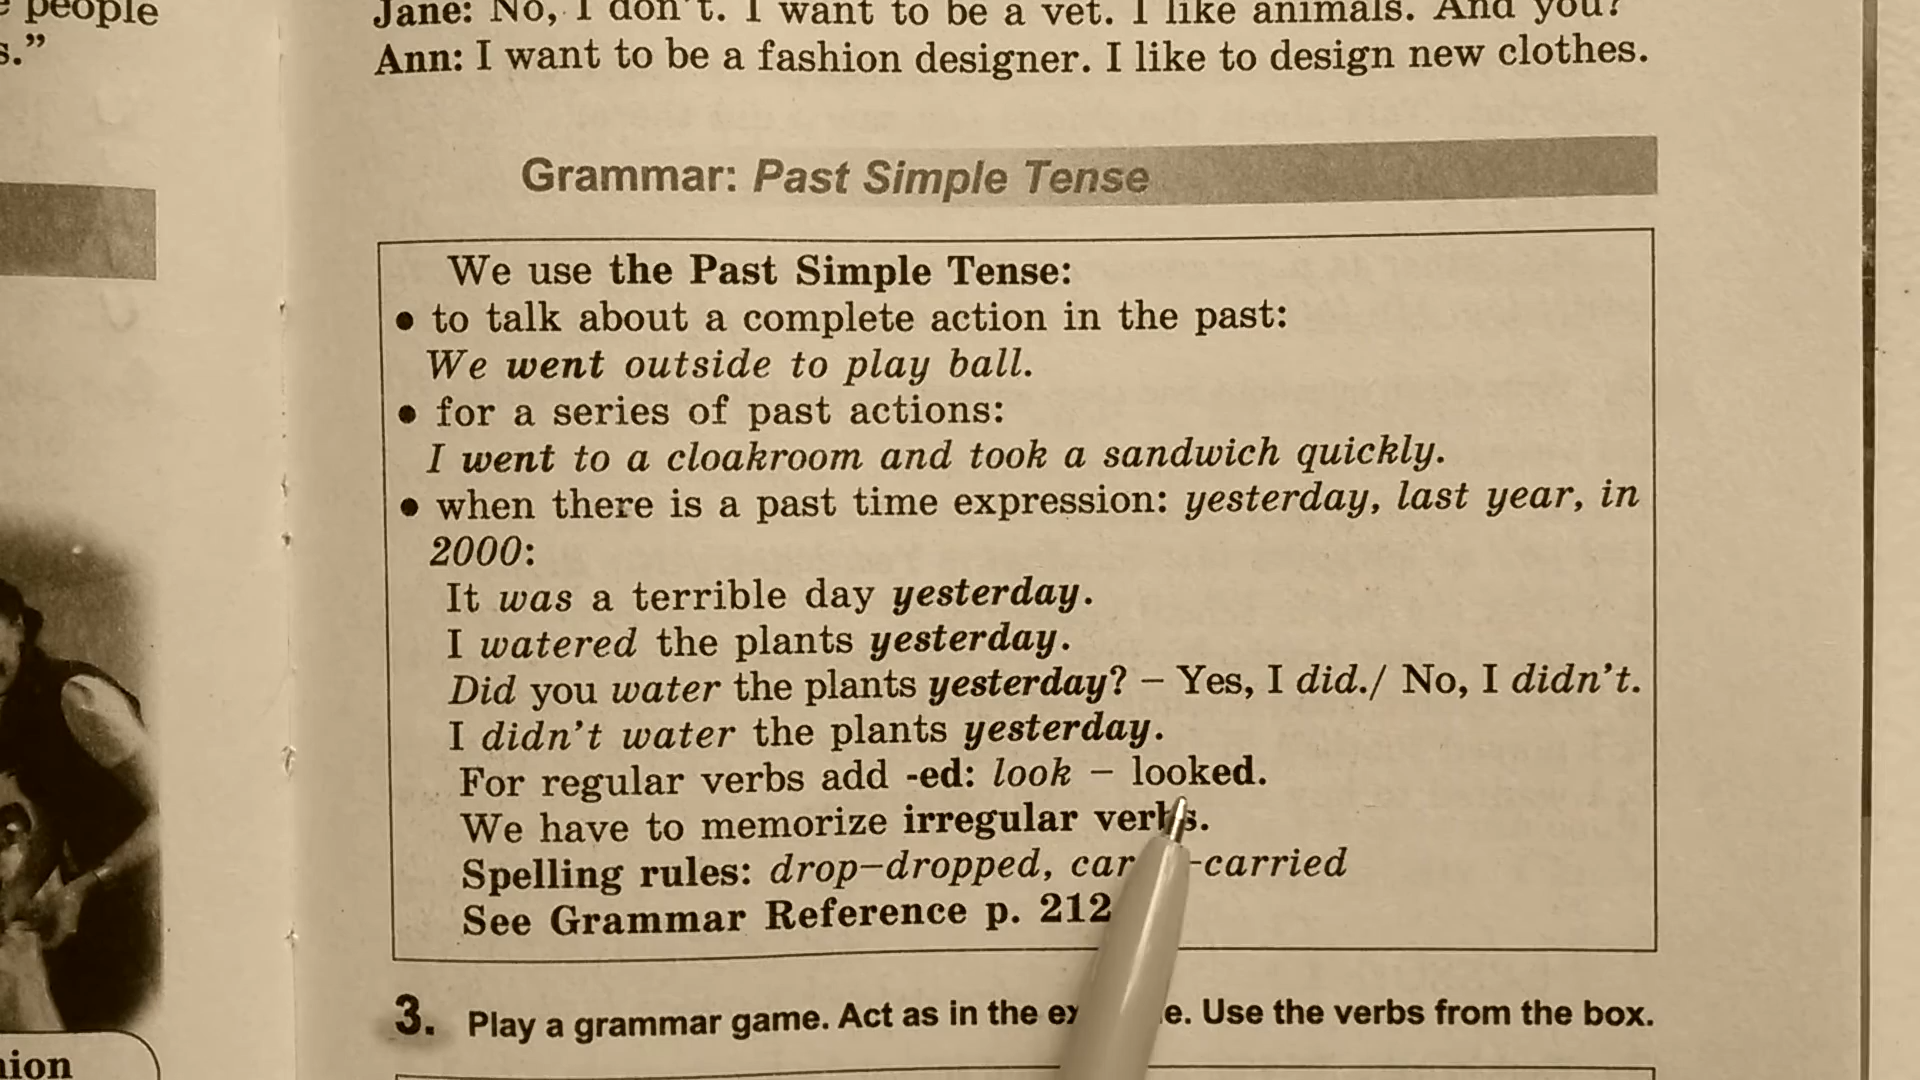 people
s.”
Jane: No, I don’t. I want to be a vet. I like animals. And you?
Ann: I want to be a fashion designer. I like to design new clothes.
Grammar: Past Simple Tense
We use the Past Simple Tense:
• to talk about a complete action in the past:
We went outside to play ball.
• for a series of past actions:
I went to a cloakroom and took a sandwich quickly.
• when there is a past time expression: yesterday, last year, in
2000:
It was a terrible day yesterday.
I watered the plants yesterday.
Did you water the plants yesterday? – Yes, I did./ No, I didn’t.
I didn’t water the plants yesterday.
For regular verbs add -ed: look – looked.
We have to memorize irregular verbs.
Spelling rules: drop–dropped, car –carried
See Grammar Reference p. 212
3. Play a grammar game. Act as in the ex e. Use the verbs from the box.